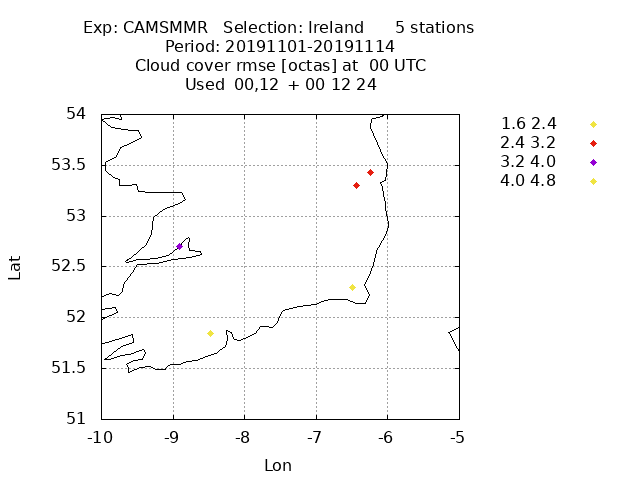 Exp: CAMSMMR   Selection: Ireland      5 stations
Period: 20191101-20191114
Cloud cover rmse [octas] at  00 UTC
Used  00,12  + 00 12 24
1.6 2.4
2.4 3.2
3.2 4.0
4.0 4.8
54
53.5
53
52.5
52
51.5
51
Lat
-10 -9 -8 -7 -6 -5
Lon